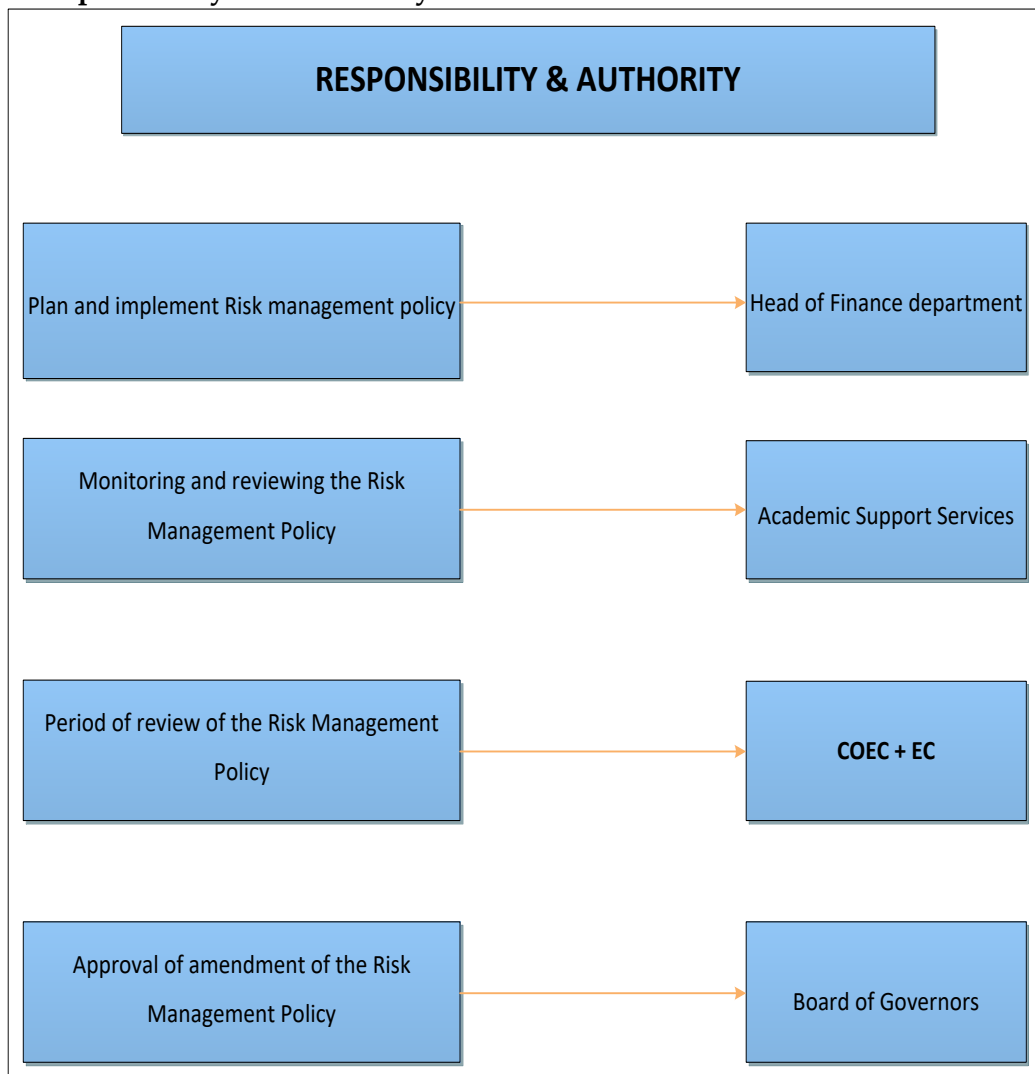 RESPONSIBILITY & AUTHORITY
Plan and implement Risk management policy
Head of Finance department
Monitoring and reviewing the Risk
Management Policy
Academic Support Services
Period of review of the Risk Management
Policy
COEC + EC
Approval of amendment of the Risk
Management Policy
Board of Governors